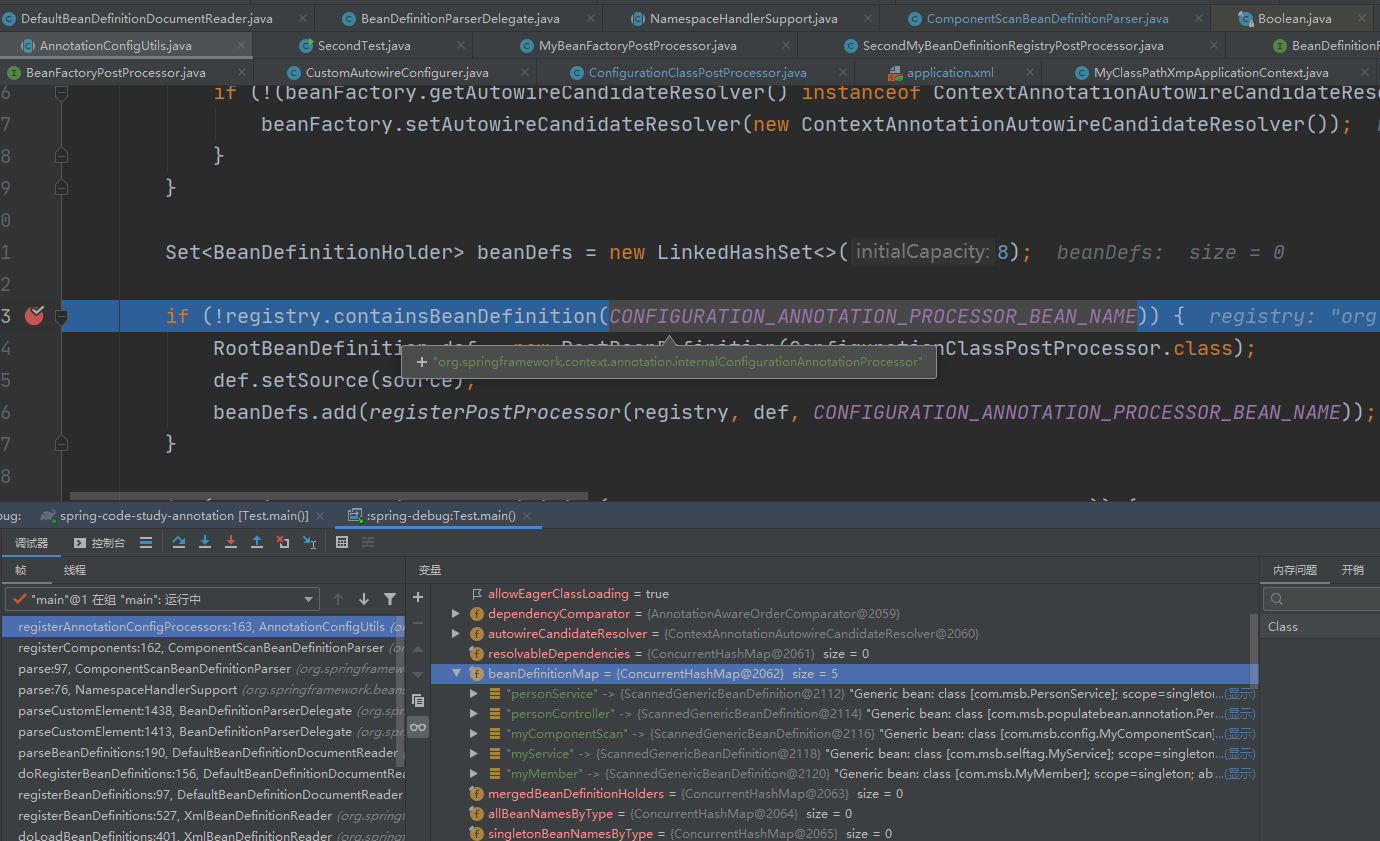 DefaultBeanDefinitionDocumentReader.java BeanDefinitionParserDelegate.java NamespaceHandlerSupport.java ComponentScanBeanDefinitionParser.java Boolean.java
AnnotationConfigUtils.java SecondTest.java MyBeanFactoryPostProcessor.java SecondMyBeanDefinitionRegistryPostProcessor.java BeanDefinitionR
BeanFactoryPostProcessor.java CustomAutowireConfigurer.java ConfigurationClassPostProcessor.java application.xml MyClassPathXmpApplicationContext.java
6 if (!(beanFactory.getAutowireCandidateResolver() instanceof ContextAnnotationAutowireCandidateReso
7 beanFactory.setAutowireCandidateResolver(new ContextAnnotationAutowireCandidateResolver());
8 }
9 }
0
1 Set<BeanDefinitionHolder> beanDefs = new LinkedHashSet<>( initialCapacity: 8); beanDefs: size = 0
2
3 if (!registry.containsBeanDefinition(CONFIGURATION_ANNOTATION_PROCESSOR_BEAN_NAME)) { registry: "org
4 RootBeanDefinition def = new RootBeanDefinition(ConfigurationClassPostProcessor.class);
+ "org.springframework.context.annotation.internalConfigurationAnnotationProcessor"
5 def.setSource(source);
6 beanDefs.add(registerPostProcessor(registry, def, CONFIGURATION_ANNOTATION_PROCESSOR_BEAN_NAME));
7 }
8
bug: spring-code-study-annotation [Test.main()] :spring-debug:Test.main()
调试器 控制台
帧 线程 变量 内存问题 开销
"main"@1 在组 "main": 运行中
registerAnnotationConfigProcessors:163, AnnotationConfigUtils (or
registerComponents:162, ComponentScanBeanDefinitionParser (or
parse:97, ComponentScanBeanDefinitionParser (org.springframew
parse:76, NamespaceHandlerSupport (org.springframework.bean
parseCustomElement:1438, BeanDefinitionParserDelegate (org.spr
parseCustomElement:1413, BeanDefinitionParserDelegate (org.spr
parseBeanDefinitions:190, DefaultBeanDefinitionDocumentReader
doRegisterBeanDefinitions:156, DefaultBeanDefinitionDocumentRea
registerBeanDefinitions:97, DefaultBeanDefinitionDocumentReader
registerBeanDefinitions:527, XmlBeanDefinitionReader (org.springf
doLoadBeanDefinitions:401, XmlBeanDefinitionReader (org.springf
allowEagerClassLoading = true
dependencyComparator = {AnnotationAwareOrderComparator@2059}
autowireCandidateResolver = {ContextAnnotationAutowireCandidateResolver@2060}
resolvableDependencies = {ConcurrentHashMap@2061} size = 0
beanDefinitionMap = {ConcurrentHashMap@2062} size = 5
"personService" -> {ScannedGenericBeanDefinition@2112} "Generic bean: class [com.msb.PersonService]; scope=singleton...(显示)
"personController" -> {ScannedGenericBeanDefinition@2114} "Generic bean: class [com.msb.populatebean.annotation.Per...(显示)
"myComponentScan" -> {ScannedGenericBeanDefinition@2116} "Generic bean: class [com.msb.config.MyComponentScan]...(显示)
"myService" -> {ScannedGenericBeanDefinition@2118} "Generic bean: class [com.msb.selftag.MyService]; scope=singleton...(显示)
"myMember" -> {ScannedGenericBeanDefinition@2120} "Generic bean: class [com.msb.MyMember]; scope=singleton; ab...(显示)
mergedBeanDefinitionHolders = {ConcurrentHashMap@2063} size = 0
allBeanNamesByType = {ConcurrentHashMap@2064} size = 0
singletonBeanNamesByType = {ConcurrentHashMap@2065} size = 0
Class